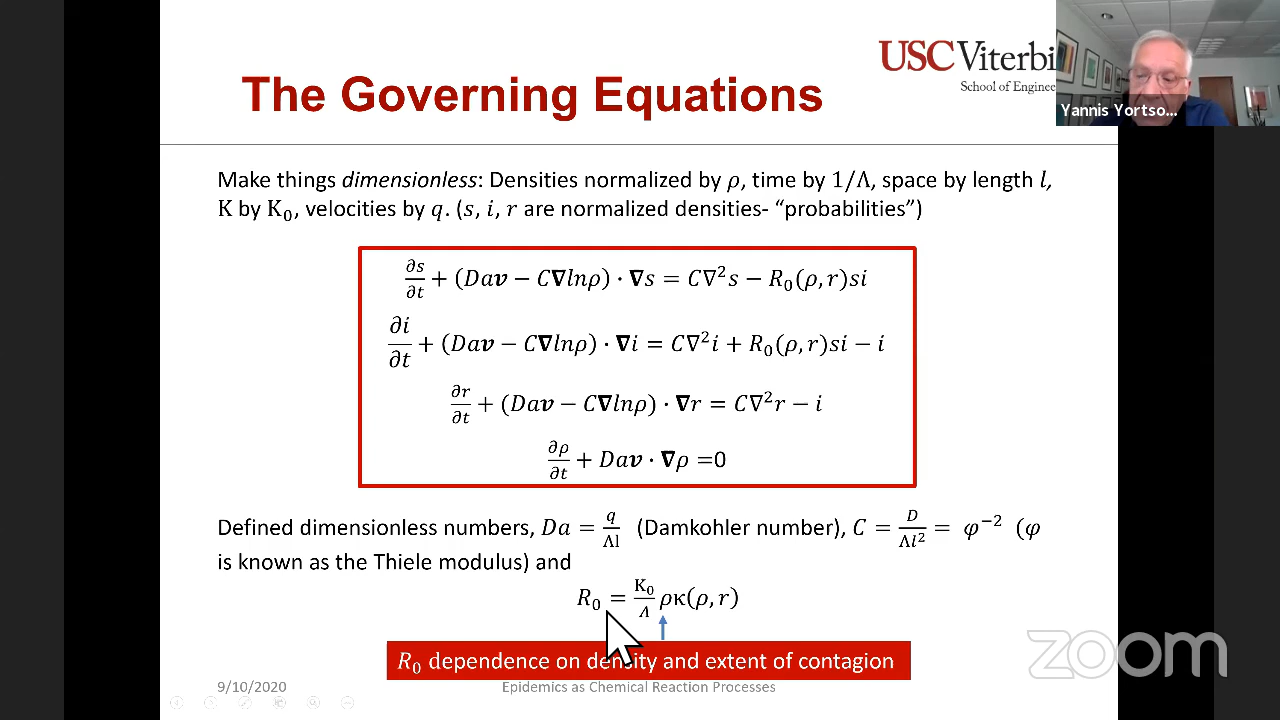 USC Viterbi
School of Enginee
The Governing Equations
Yannis Yortso...
Make things dimensionless: Densities normalized by ρ, time by 1/Λ, space by length l,
K by K₀, velocities by q. (s, i, r are normalized densities- “probabilities”)
∂s/∂t + (Da𝒗 − C𝛁lnρ) · 𝛁s = C∇²s − R₀(ρ, r)si
∂i/∂t + (Da𝒗 − C𝛁lnρ) · 𝛁i = C∇²i + R₀(ρ, r)si − i
∂r/∂t + (Da𝒗 − C𝛁lnρ) · 𝛁r = C∇²r − i
∂ρ/∂t + Da𝒗 · 𝛁ρ =0
Defined dimensionless numbers, Da = q/Λl (Damkohler number), C = D/Λl² = φ⁻² (φ
is known as the Thiele modulus) and
R₀ = K₀/Λ ρκ(ρ, r)
R₀ dependence on density and extent of contagion
9/10/2020
Epidemics as Chemical Reaction Processes
zoom